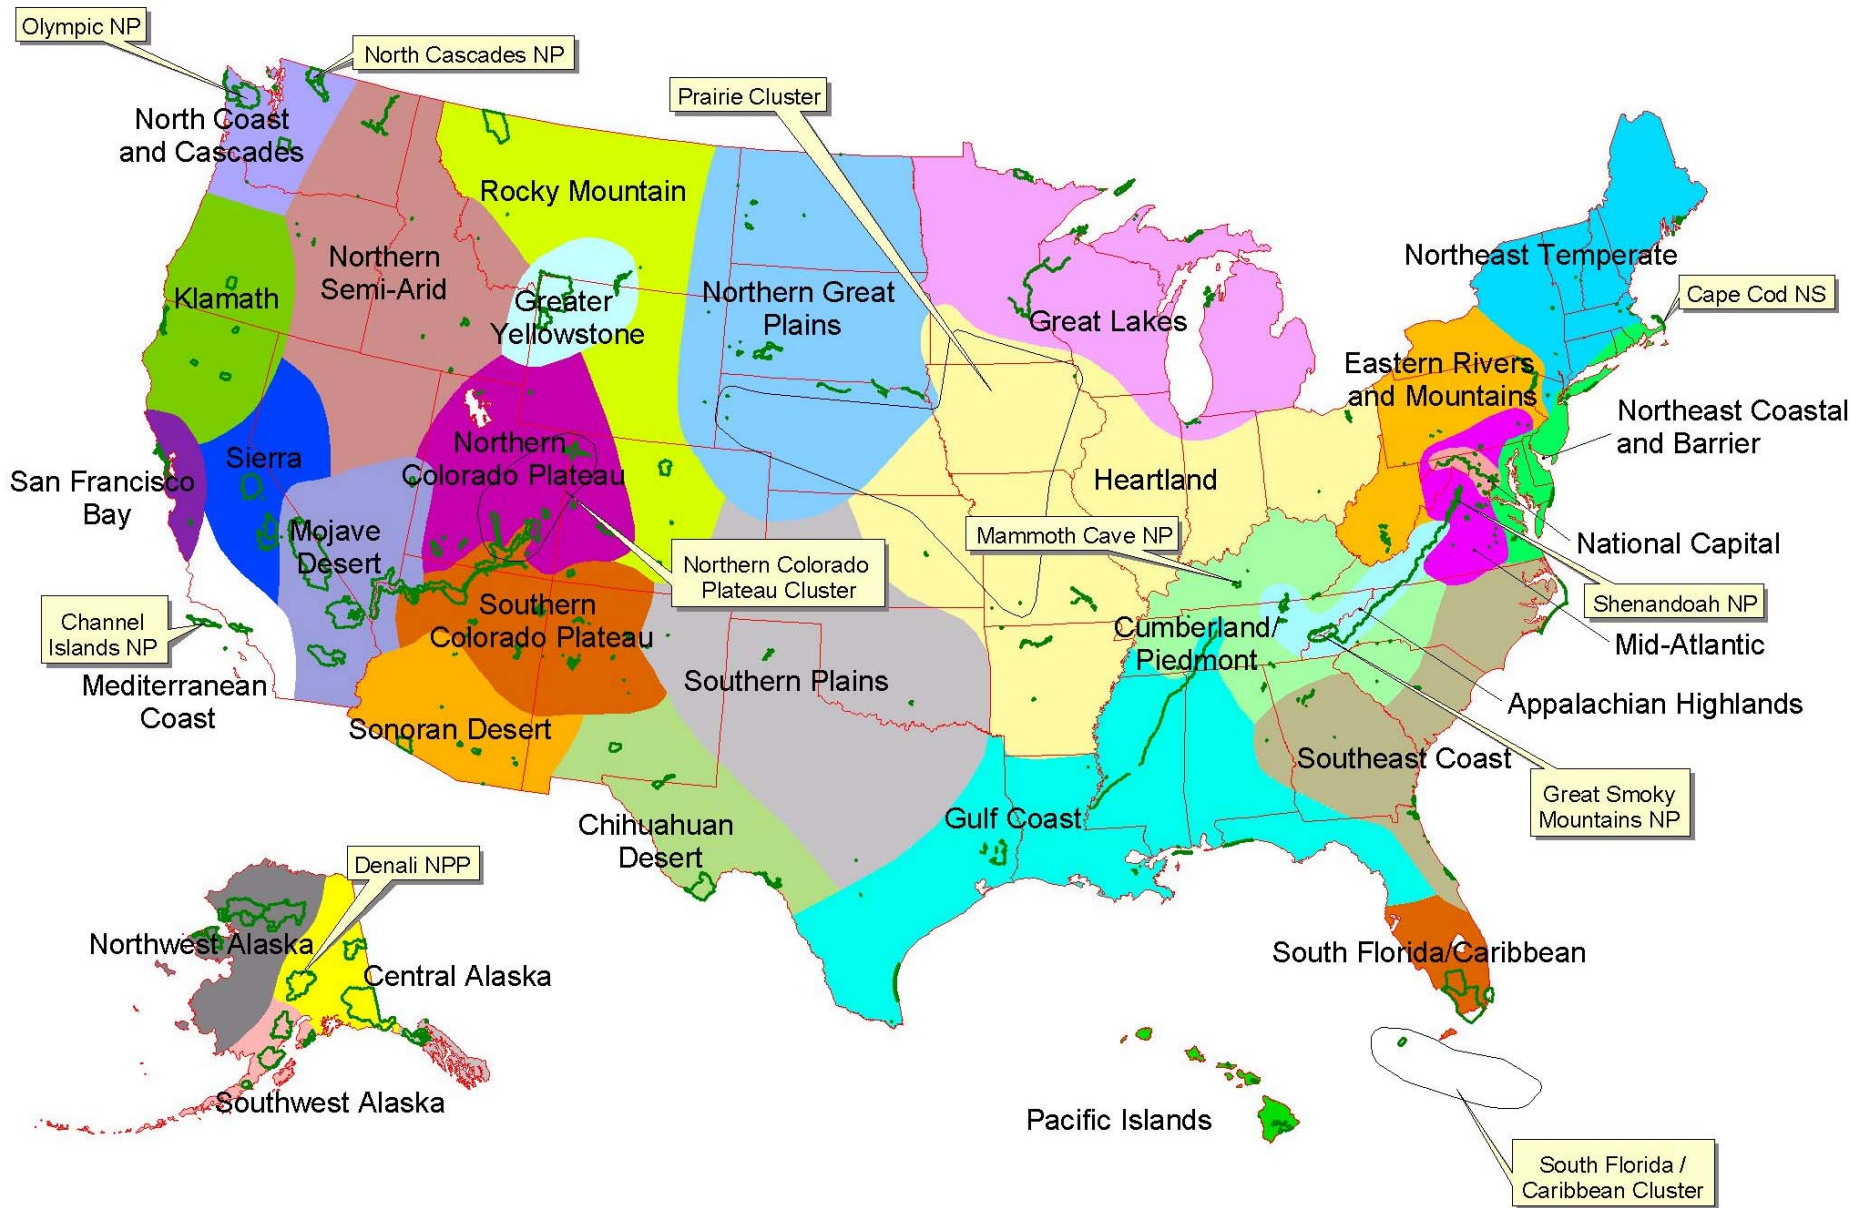 Olympic NP
North Cascades NP
Prairie Cluster
North Coast
and Cascades
Rocky Mountain
Northern
Semi-Arid
Klamath
Greater
Yellowstone
Northern Great
Plains
Great Lakes
Northeast Temperate
Cape Cod NS
Eastern Rivers
and Mountains
Northeast Coastal
and Barrier
Northern
Colorado Plateau
Sierra
San Francisco
Bay
Heartland
Mojave
Desert
Mammoth Cave NP
National Capital
Northern Colorado
Plateau Cluster
Shenandoah NP
Channel
Islands NP
Southern
Colorado Plateau
Cumberland/
Piedmont
Mid-Atlantic
Mediterranean
Coast
Southern Plains
Appalachian Highlands
Sonoran Desert
Southeast Coast
Great Smoky
Mountains NP
Chihuahuan
Desert
Gulf Coast
Denali NPP
Northwest Alaska
Central Alaska
South Florida/Caribbean
Southwest Alaska
Pacific Islands
South Florida /
Caribbean Cluster